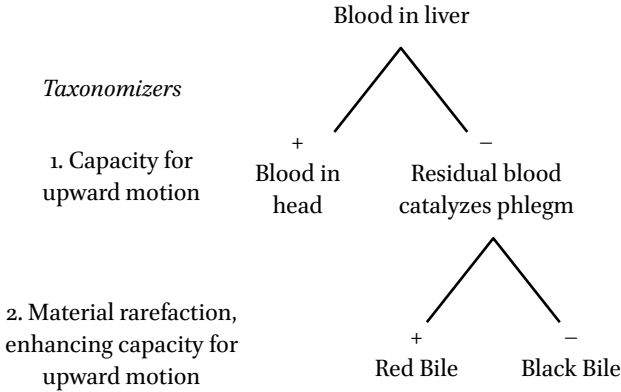 Blood in liver
Taxonomizers
1. Capacity for
upward motion
+
Blood in
head
–
Residual blood
catalyzes phlegm
2. Material rarefaction,
enhancing capacity for
upward motion
+
Red Bile
–
Black Bile